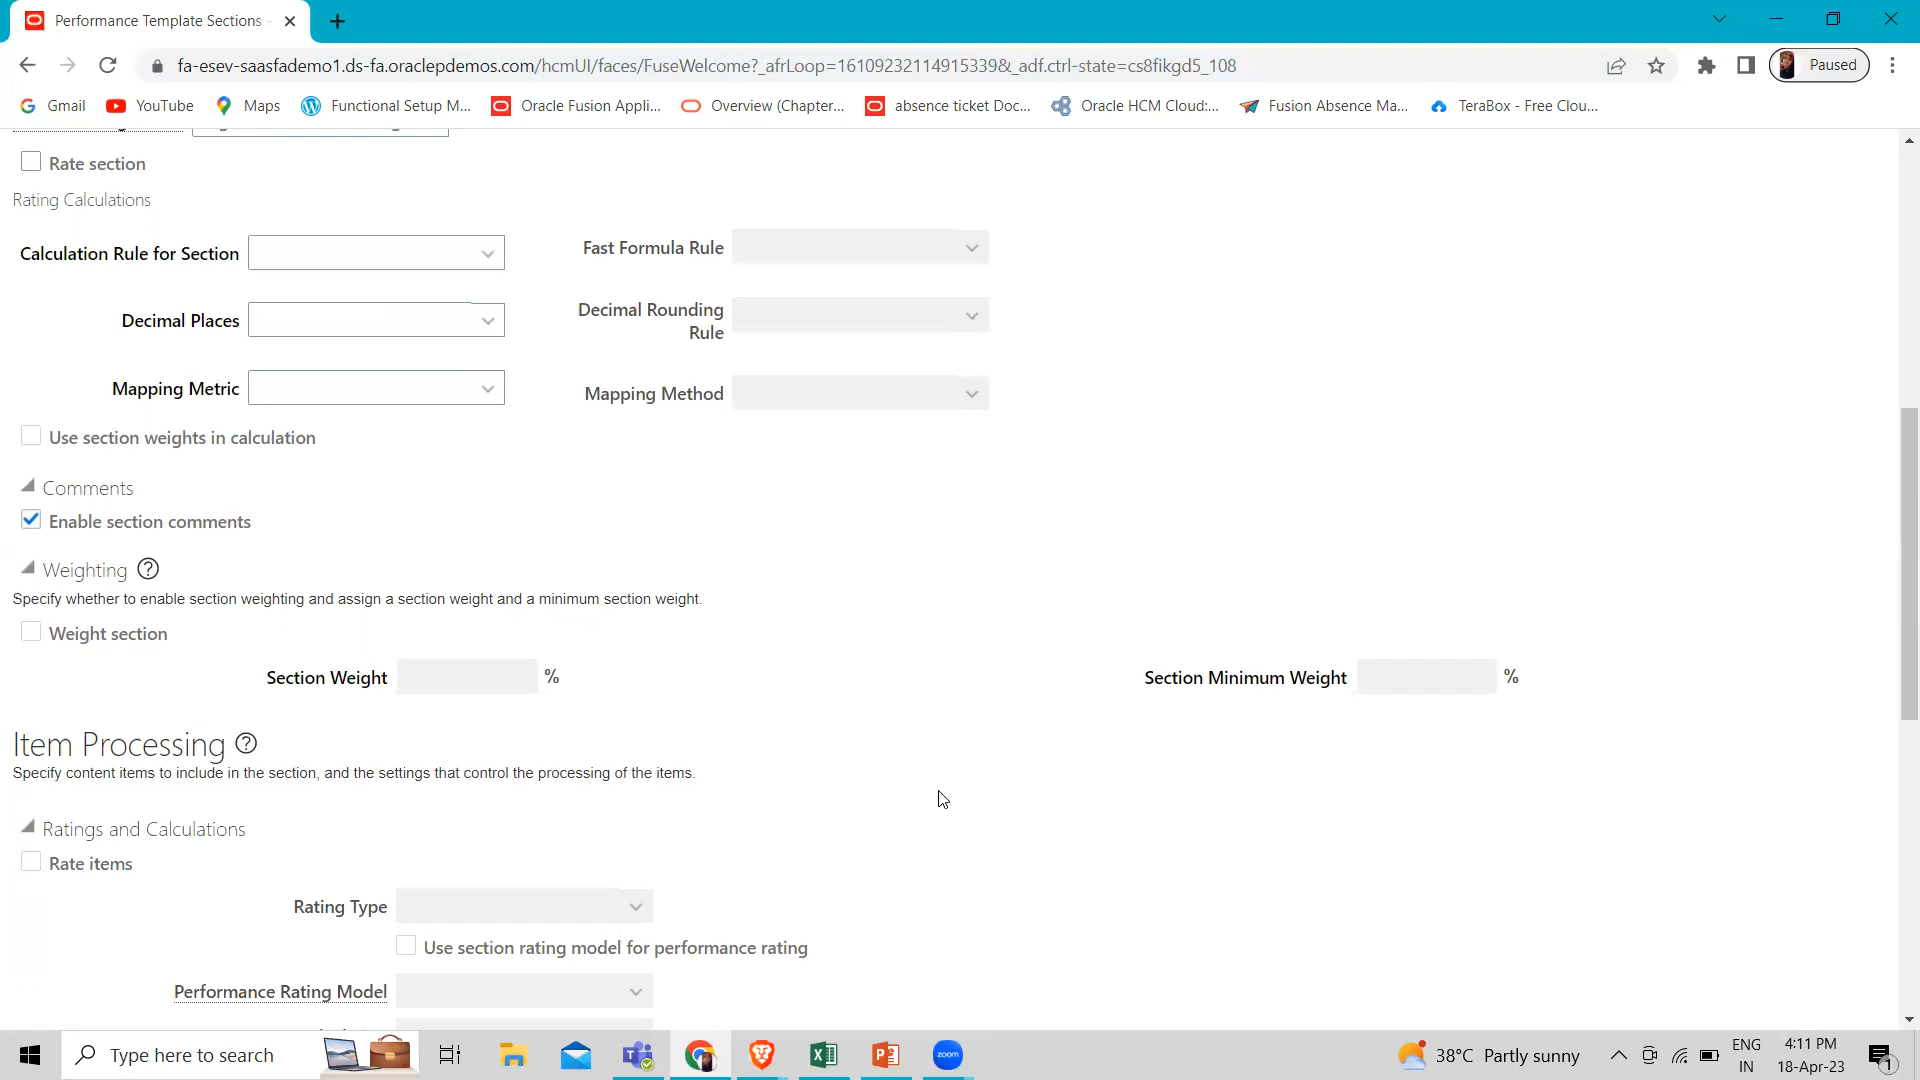 Performance Template Sections -
fa-esev-saasfademo1.ds-fa.oraclepdemos.com/hcmUI/faces/FuseWelcome?_afrLoop=16109232114915339&_adf.ctrl-state=cs8fikgd5_108
Paused
Gmail
YouTube
Maps
Functional Setup M...
Oracle Fusion Appli...
Overview (Chapter...
absence ticket Doc...
Oracle HCM Cloud:...
Fusion Absence Ma...
TeraBox - Free Clou...
Rate section
Rating Calculations
Calculation Rule for Section
Fast Formula Rule
Decimal Places
Decimal Rounding
Rule
Mapping Metric
Mapping Method
Use section weights in calculation
Comments
Enable section comments
Weighting ?
Specify whether to enable section weighting and assign a section weight and a minimum section weight.
Weight section
Section Weight %
Section Minimum Weight %
Item Processing ?
Specify content items to include in the section, and the settings that control the processing of the items.
Ratings and Calculations
Rate items
Rating Type
Use section rating model for performance rating
Performance Rating Model
Type here to search
zoom
38°C Partly sunny
ENG
IN
4:11 PM
18-Apr-23
1